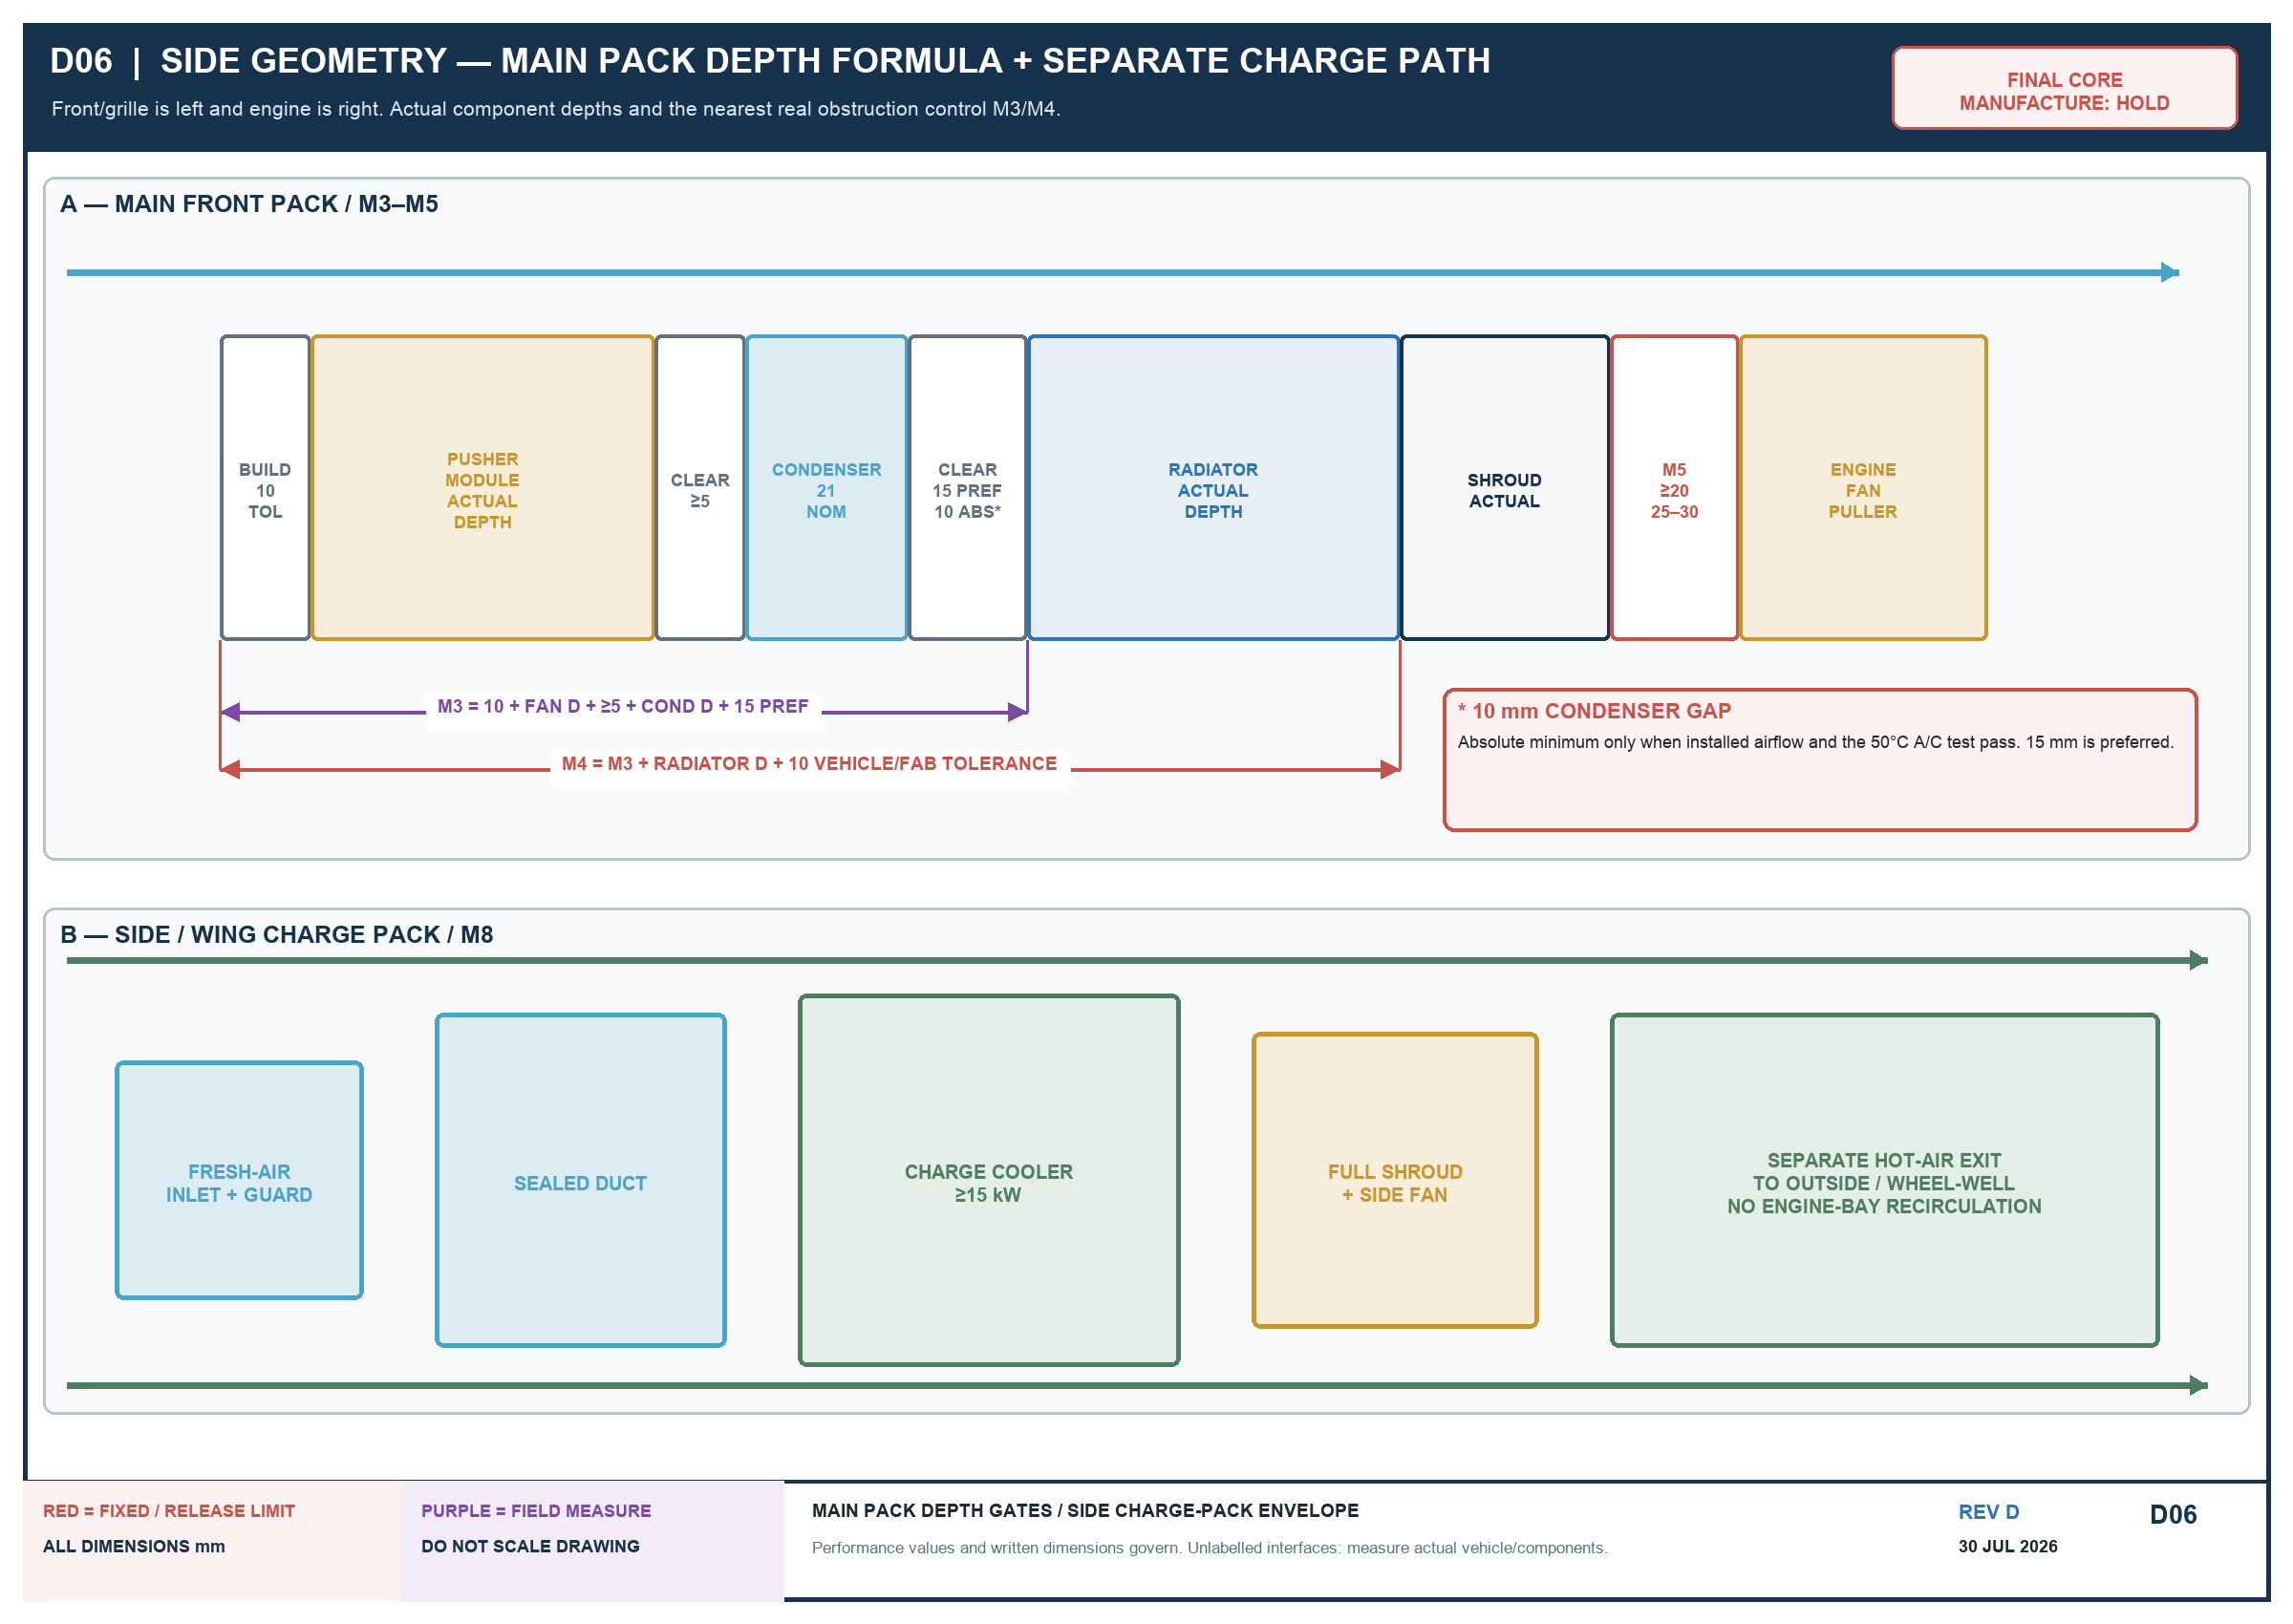 D06 | SIDE GEOMETRY — MAIN PACK DEPTH FORMULA + SEPARATE CHARGE PATH
Front/grille is left and engine is right. Actual component depths and the nearest real obstruction control M3/M4.
FINAL CORE
MANUFACTURE: HOLD
A — MAIN FRONT PACK / M3–M5
BUILD
10
TOL
PUSHER
MODULE
ACTUAL
DEPTH
CLEAR
≥5
CONDENSER
21
NOM
CLEAR
15 PREF
10 ABS*
RADIATOR
ACTUAL
DEPTH
SHROUD
ACTUAL
M5
≥20
25–30
ENGINE
FAN
PULLER
M3 = 10 + FAN D + ≥5 + COND D + 15 PREF
M4 = M3 + RADIATOR D + 10 VEHICLE/FAB TOLERANCE
* 10 mm CONDENSER GAP
Absolute minimum only when installed airflow and the 50°C A/C test pass. 15 mm is preferred.
B — SIDE / WING CHARGE PACK / M8
FRESH-AIR
INLET + GUARD
SEALED DUCT
CHARGE COOLER
≥15 kW
FULL SHROUD
+ SIDE FAN
SEPARATE HOT-AIR EXIT
TO OUTSIDE / WHEEL-WELL
NO ENGINE-BAY RECIRCULATION
RED = FIXED / RELEASE LIMIT
ALL DIMENSIONS mm
PURPLE = FIELD MEASURE
DO NOT SCALE DRAWING
MAIN PACK DEPTH GATES / SIDE CHARGE-PACK ENVELOPE
Performance values and written dimensions govern. Unlabelled interfaces: measure actual vehicle/components.
REV D
30 JUL 2026
D06